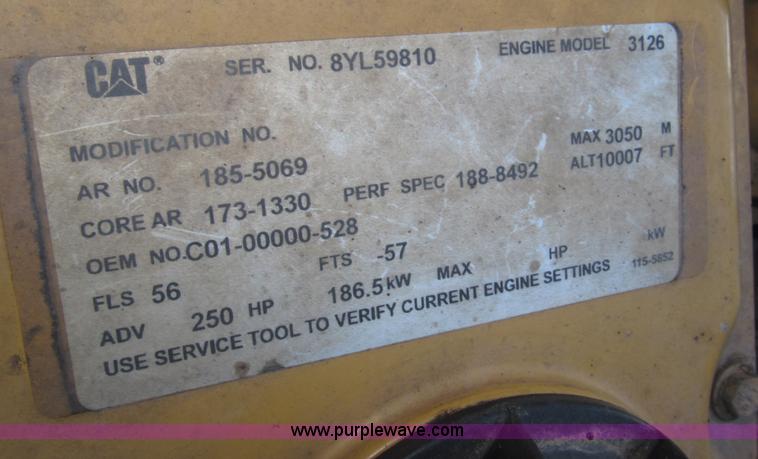 CAT® SER. NO. 8YL59810 ENGINE MODEL 3126
MODIFICATION NO.
AR NO. 185-5069 MAX 3050 M
CORE AR 173-1330 PERF SPEC 188-8492 ALT 10007 FT
OEM NO. C01-00000-528
FLS 56 FTS -57
ADV 250 HP 186.5 kW MAX HP kW
USE SERVICE TOOL TO VERIFY CURRENT ENGINE SETTINGS 115-5852
www.purplewave.com